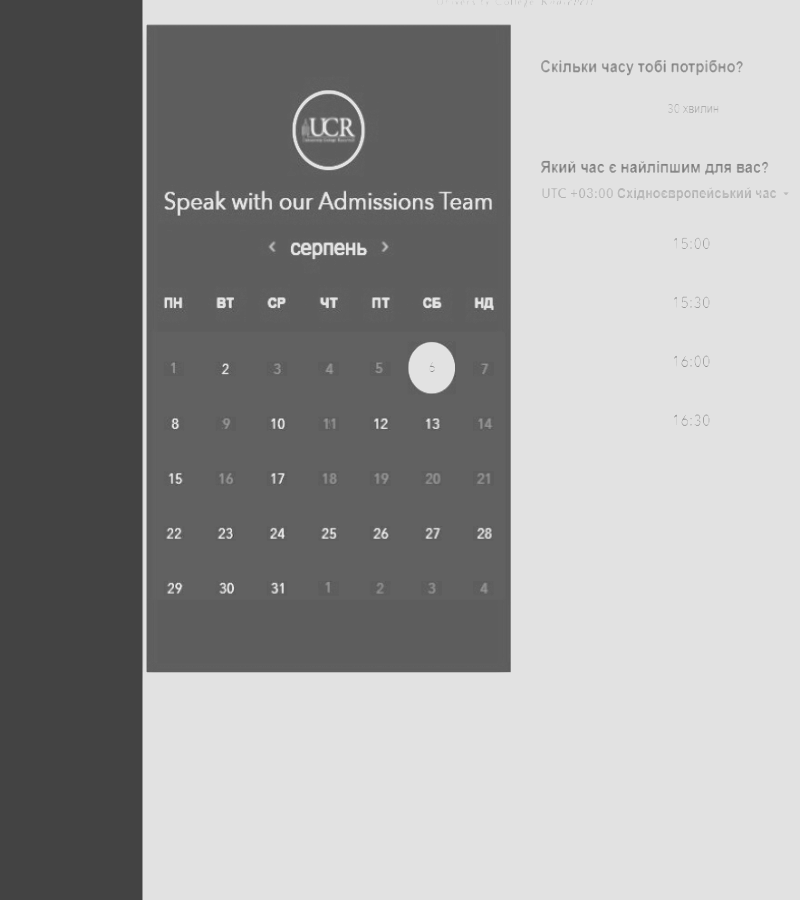 UCR
Speak with our Admissions Team
серпень
ПН ВТ СР ЧТ ПТ СБ НД
1 2 3 4 5 6 7
8 9 10 11 12 13 14
15 16 17 18 19 20 21
22 23 24 25 26 27 28
29 30 31 1 2 3 4
Скільки часу тобі потрібно?
30 хвилин
Який час є найліпшим для вас?
UTC +03:00 Східноєвропейський час
15:00
15:30
16:00
16:30